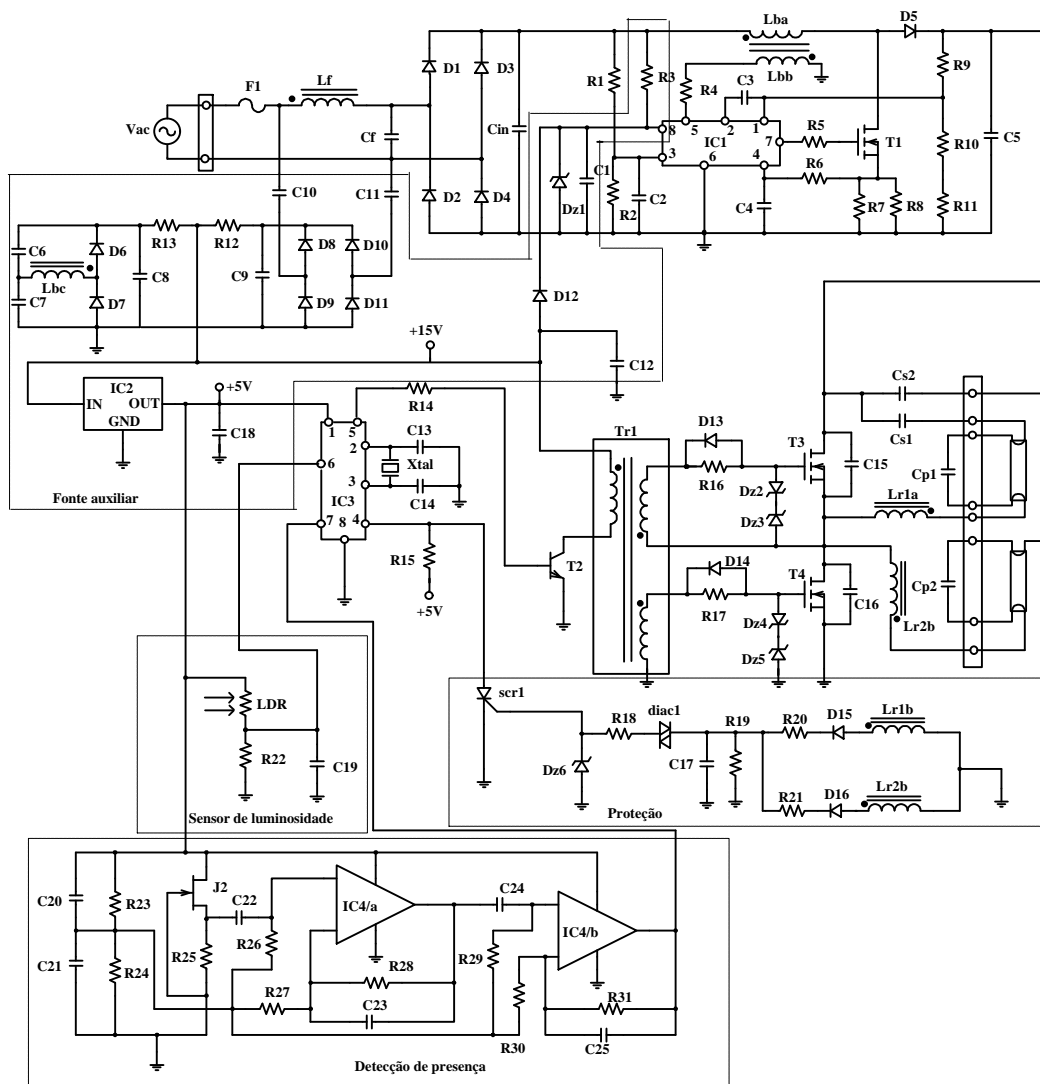 Lba
D5
D1
D3
Lbb
R1
R3
R9
F1
Lf
C3
R4
Vac
Cf
Cin
8
5
2
1
IC1
7
R5
T1
R10
C5
3
6
4
R6
C10
C11
D2
D4
Dz1
C1
R2
C2
C4
R7
R8
R11
R13
R12
C6
D6
D8
D10
Lbc
C8
C9
C7
D7
D9
D11
D12
+15V
C12
IC2
+5V
IN
OUT
GND
R14
Cs2
C18
1
5
C13
Tr1
D13
T3
Cs1
2
6
Xtal
C15
Cp1
R16
Dz2
Fonte auxiliar
3
IC3
C14
Dz3
Lr1a
7
8
4
R15
T2
D14
T4
C16
Cp2
+5V
R17
Dz4
Lr2b
Dz5
scr1
LDR
R18
diac1
R19
R20
D15
Lr1b
R22
C19
Dz6
C17
Lr2b
D16
R21
Sensor de luminosidade
Proteção
J2
C20
R23
C22
IC4/a
C24
IC4/b
C21
R24
R25
R26
R28
R29
R27
C23
R31
R30
C25
Detecção de presença